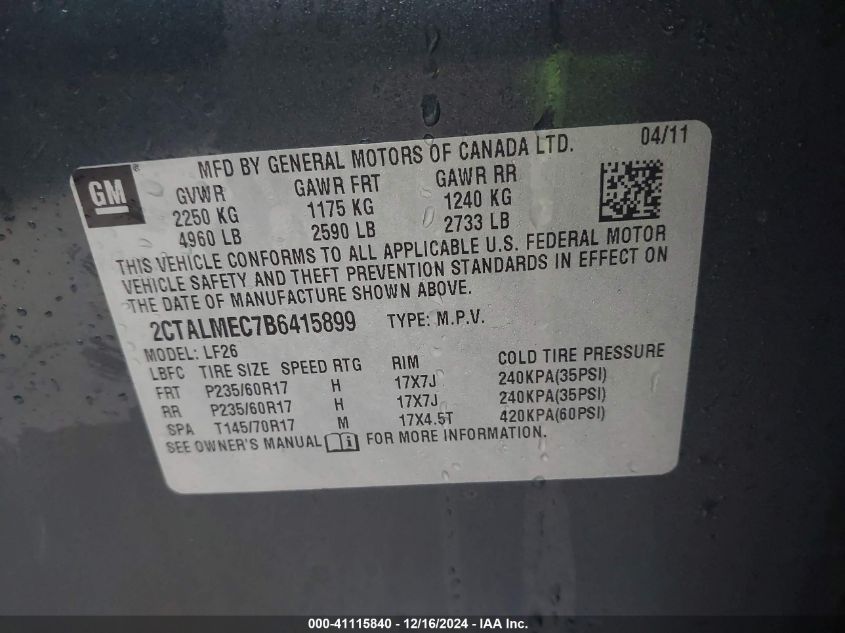 GM
MFD BY GENERAL MOTORS OF CANADA LTD. 04/11
GVWR GAWR FRT GAWR RR
2250 KG 1175 KG 1240 KG
4960 LB 2590 LB 2733 LB
THIS VEHICLE CONFORMS TO ALL APPLICABLE U.S. FEDERAL MOTOR
VEHICLE SAFETY AND THEFT PREVENTION STANDARDS IN EFFECT ON
THE DATE OF MANUFACTURE SHOWN ABOVE.
2CTALMEC7B6415899 TYPE: M.P.V.
MODEL: LF26
LBFC TIRE SIZE SPEED RTG RIM COLD TIRE PRESSURE
FRT P235/60R17 H 17X7J 240KPA(35PSI)
RR P235/60R17 H 17X7J 240KPA(35PSI)
SPA T145/70R17 M 17X4.5T 420KPA(60PSI)
SEE OWNER'S MANUAL FOR MORE INFORMATION.
000-41115840 - 12/16/2024 - IAA Inc.